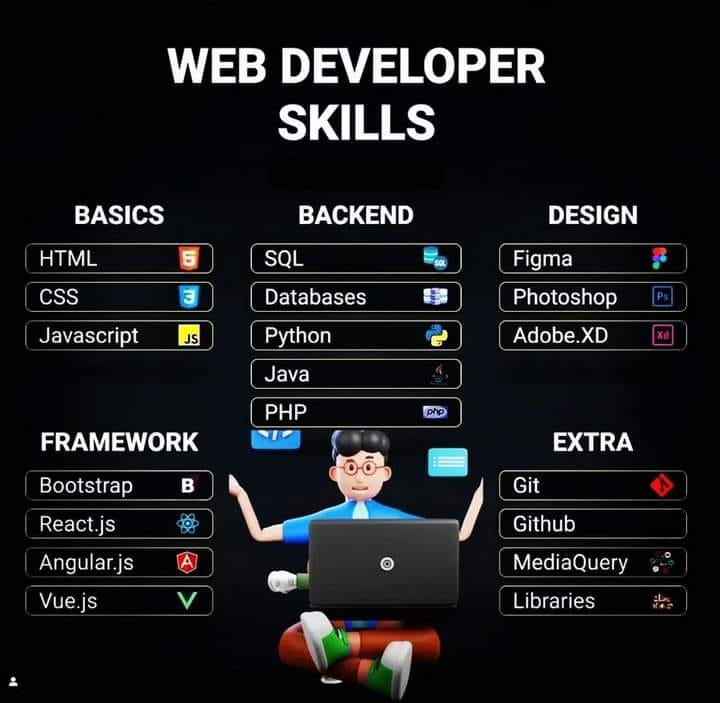 WEB DEVELOPER
SKILLS
BASICS
HTML
5
CSS
3
Javascript
JS
BACKEND
SQL
SQL
Databases
Python
Java
PHP
php
DESIGN
Figma
Photoshop
Ps
Adobe.XD
Xd
FRAMEWORK
Bootstrap
B
React.js
Angular.js
A
Vue.js
EXTRA
Git
Github
MediaQuery
Libraries